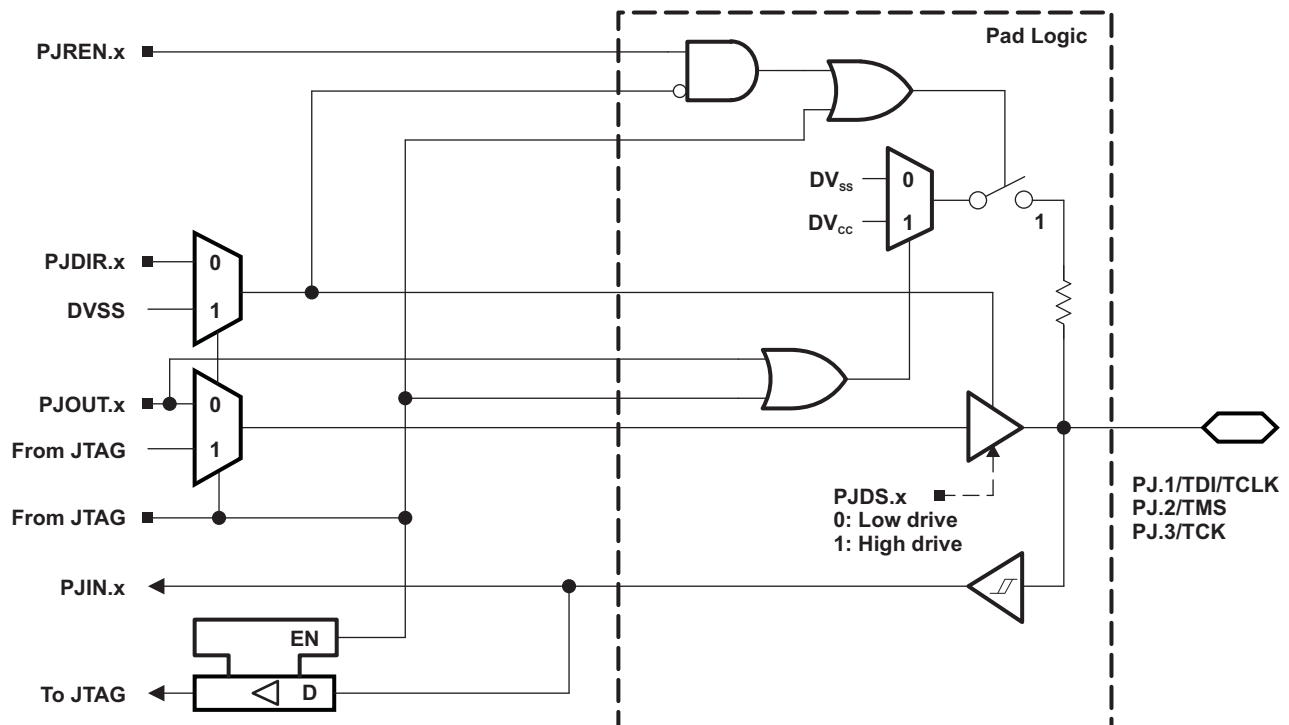 Pad Logic
PJREN.x
DVss
0
DVcc
1
1
PJDIR.x
0
DVSS
1
PJOUT.x
0
From JTAG
1
From JTAG
PJDS.x
0: Low drive
1: High drive
PJ.1/TDI/TCLK
PJ.2/TMS
PJ.3/TCK
PJIN.x
EN
To JTAG
D